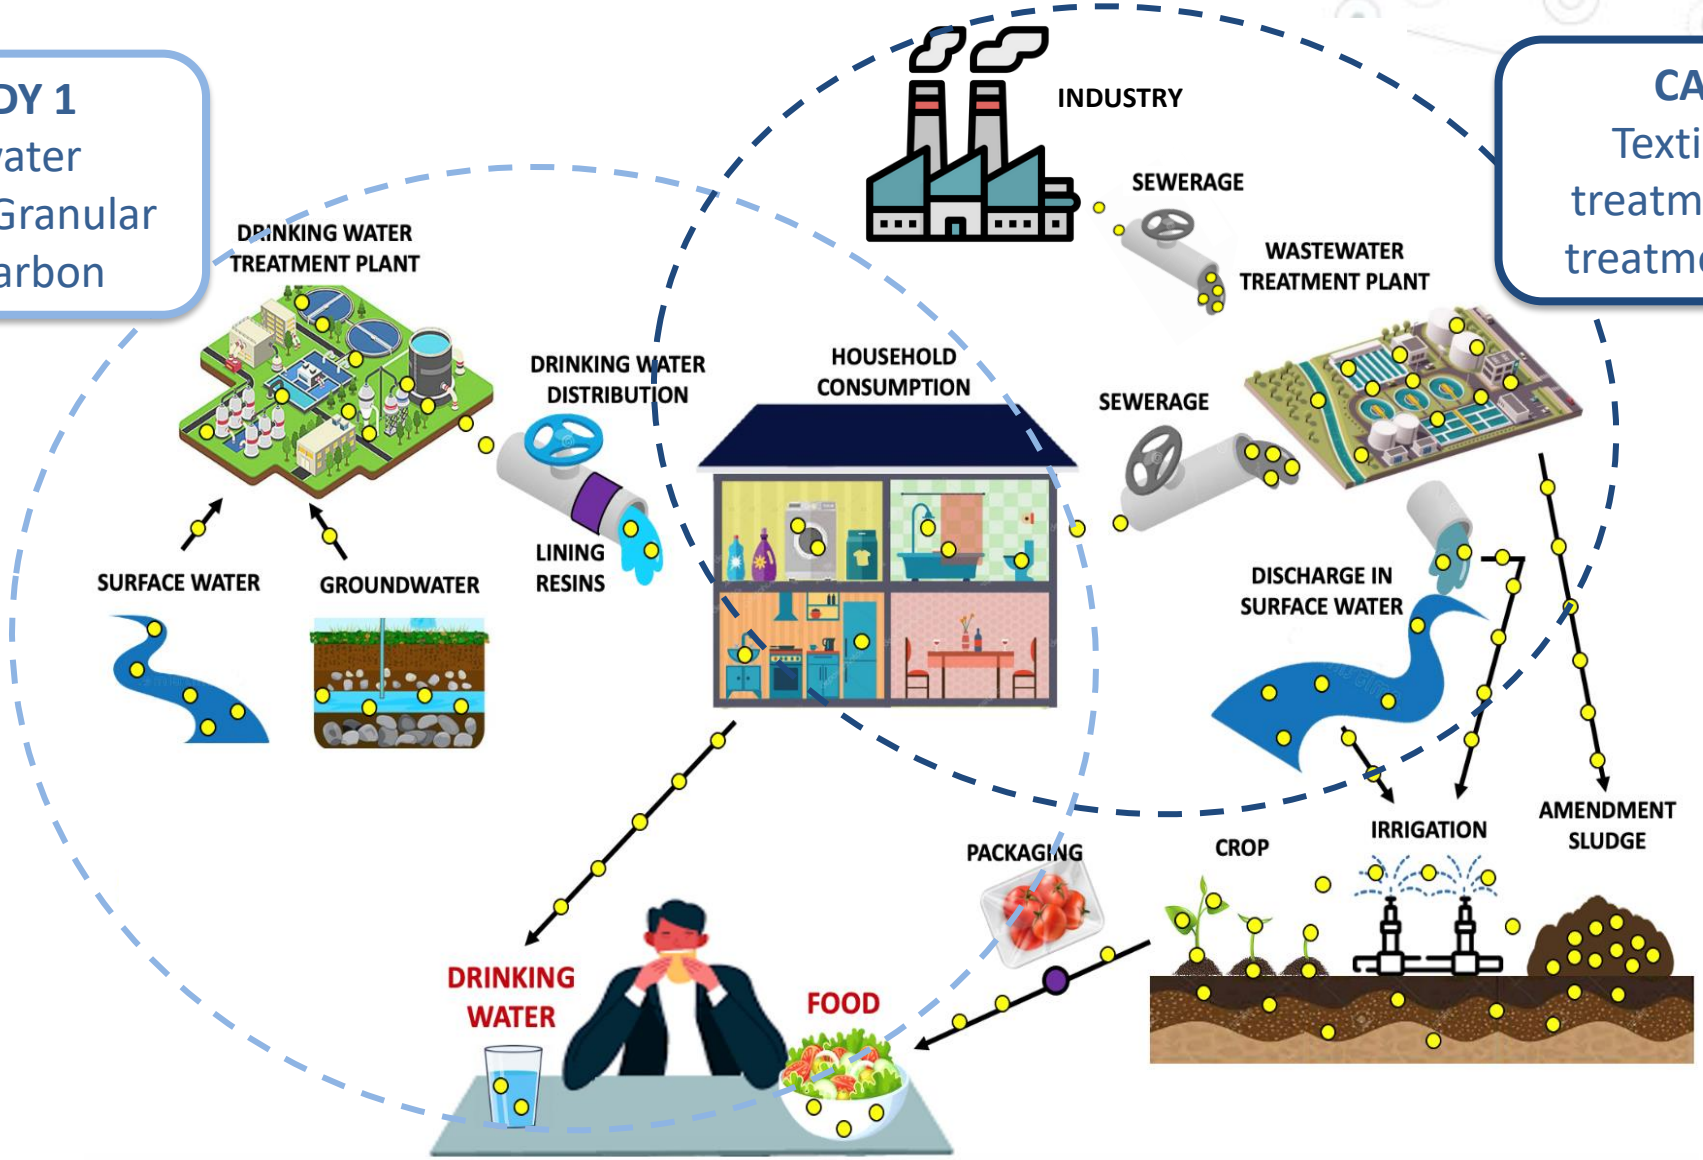 DY 1
water
Granular
arbon
CA
Texti
treatm
treatme
INDUSTRY
SEWERAGE
WASTEWATER
TREATMENT PLANT
DRINKING WATER
TREATMENT PLANT
DRINKING WATER
DISTRIBUTION
HOUSEHOLD
CONSUMPTION
SEWERAGE
LINING
RESINS
SURFACE WATER
GROUNDWATER
DISCHARGE IN
SURFACE WATER
AMENDMENT
SLUDGE
IRRIGATION
CROP
PACKAGING
DRINKING
WATER
FOOD